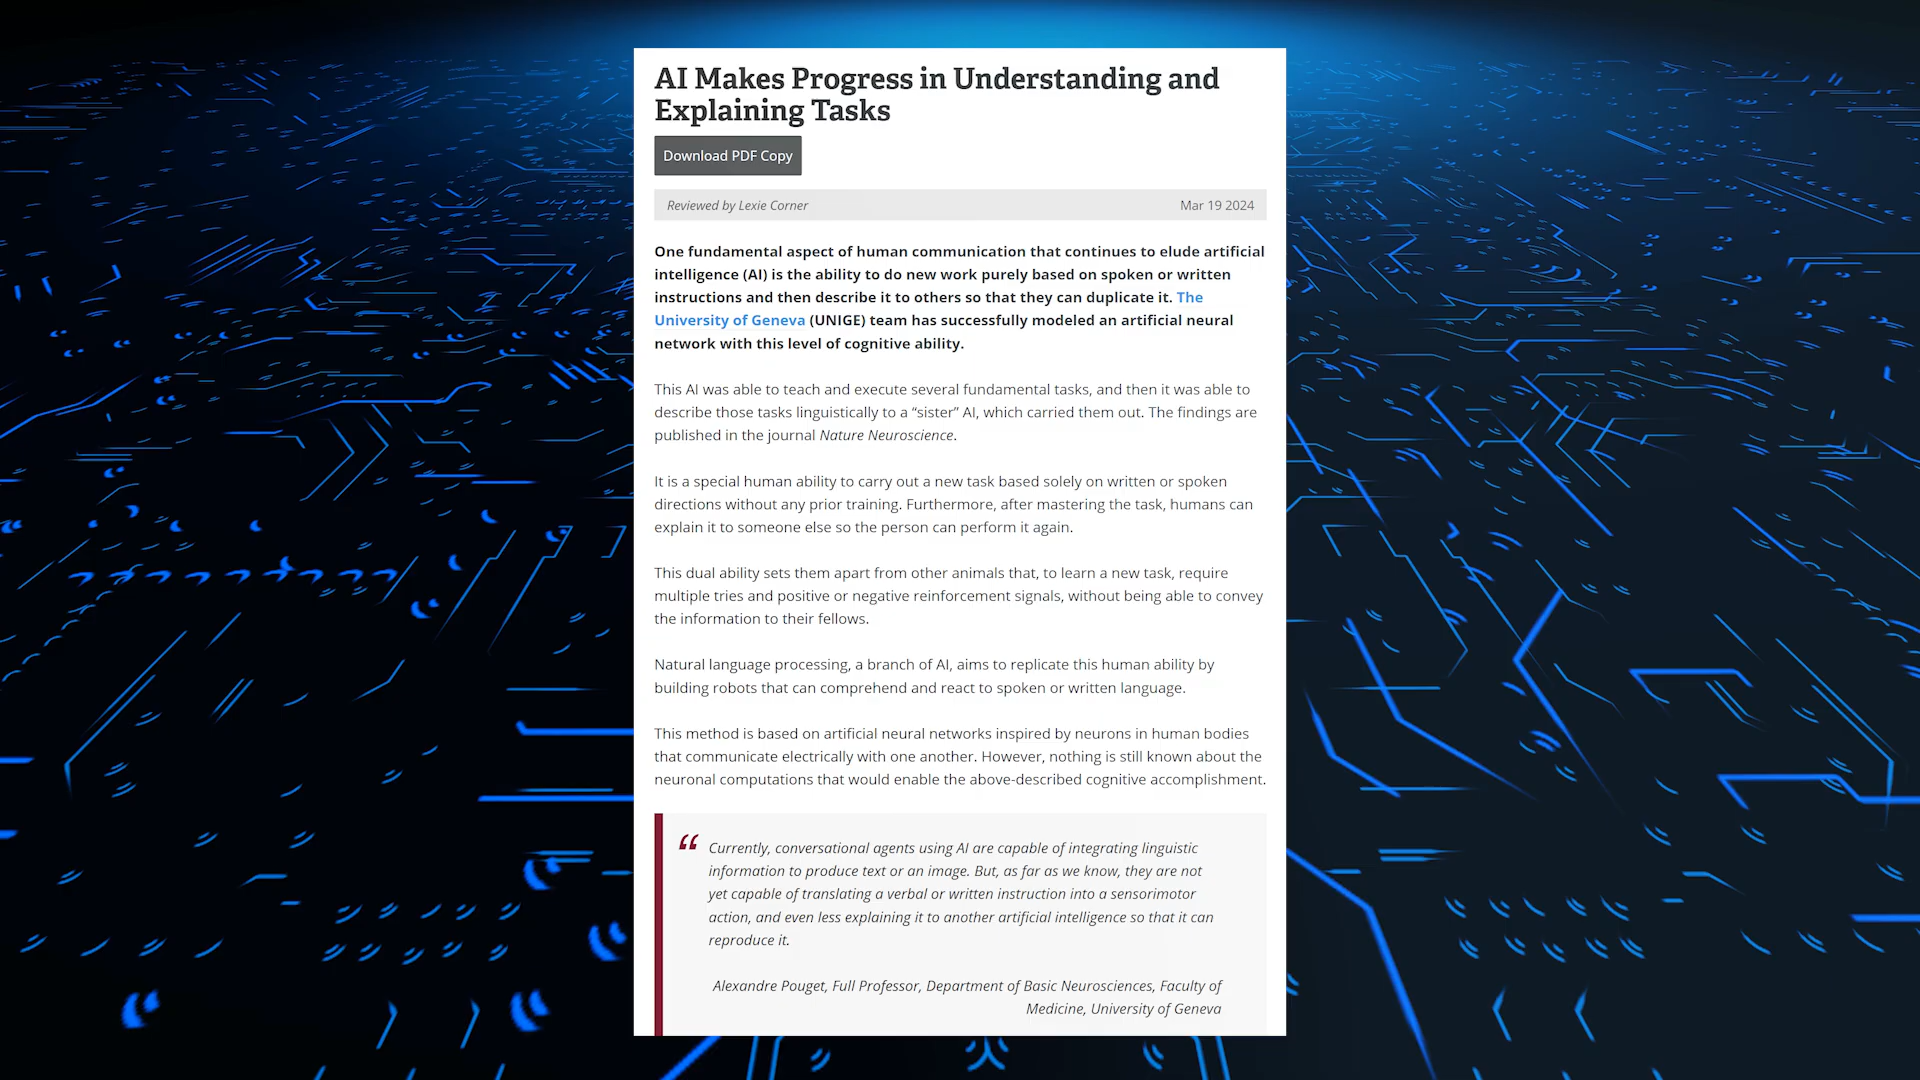 AI Makes Progress in Understanding and
Explaining Tasks
Download PDF Copy
Reviewed by Lexie Corner Mar 19 2024
One fundamental aspect of human communication that continues to elude artificial
intelligence (AI) is the ability to do new work purely based on spoken or written
instructions and then describe it to others so that they can duplicate it. The
University of Geneva (UNIGE) team has successfully modeled an artificial neural
network with this level of cognitive ability.
This AI was able to teach and execute several fundamental tasks, and then it was able to
describe those tasks linguistically to a “sister” AI, which carried them out. The findings are
published in the journal Nature Neuroscience.
It is a special human ability to carry out a new task based solely on written or spoken
directions without any prior training. Furthermore, after mastering the task, humans can
explain it to someone else so the person can perform it again.
This dual ability sets them apart from other animals that, to learn a new task, require
multiple tries and positive or negative reinforcement signals, without being able to convey
the information to their fellows.
Natural language processing, a branch of AI, aims to replicate this human ability by
building robots that can comprehend and react to spoken or written language.
This method is based on artificial neural networks inspired by neurons in human bodies
that communicate electrically with one another. However, nothing is still known about the
neuronal computations that would enable the above-described cognitive accomplishment.
“ Currently, conversational agents using AI are capable of integrating linguistic
information to produce text or an image. But, as far as we know, they are not
yet capable of translating a verbal or written instruction into a sensorimotor
action, and even less explaining it to another artificial intelligence so that it can
reproduce it.
Alexandre Pouget, Full Professor, Department of Basic Neurosciences, Faculty of
Medicine, University of Geneva